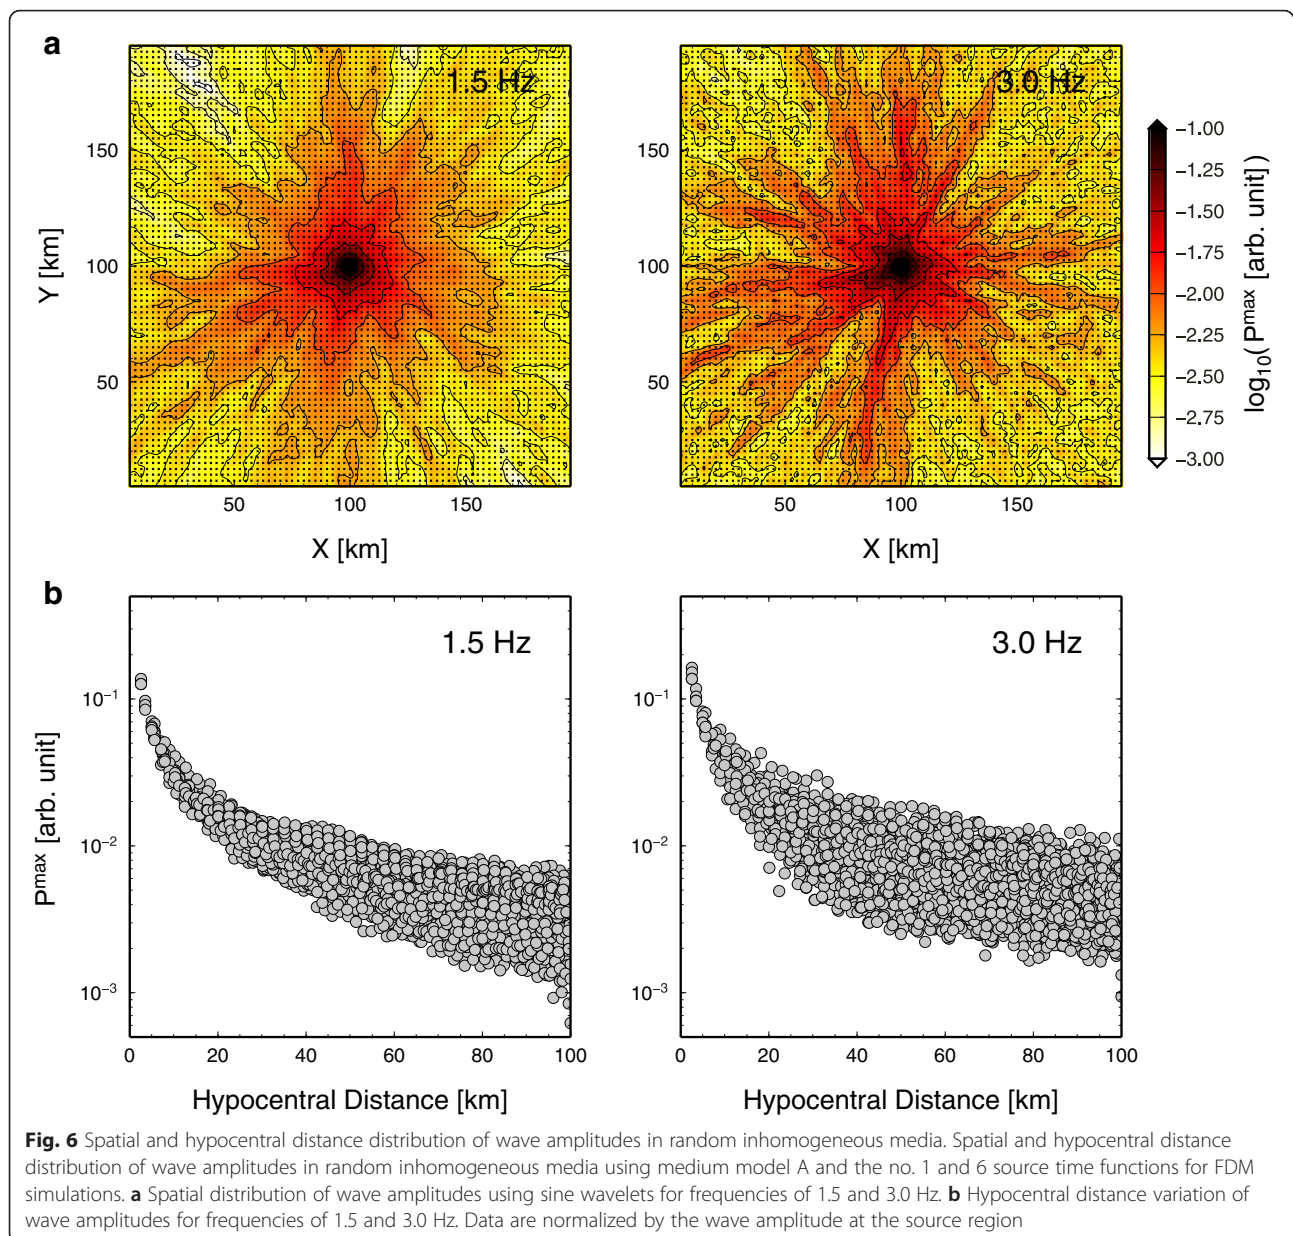 a
1.5 Hz
3.0 Hz
150
100
50
Y [km]
50 100 150
X [km]
50 100 150
X [km]
−1.00
−1.25
−1.50
−1.75
−2.00
−2.25
−2.50
−2.75
−3.00
log10(Pmax [arb. unit])
b
1.5 Hz
3.0 Hz
10−1
10−2
10−3
Pmax [arb. unit]
0 20 40 60 80 100
Hypocentral Distance [km]
10−1
10−2
10−3
0 20 40 60 80 100
Hypocentral Distance [km]
Fig. 6 Spatial and hypocentral distance distribution of wave amplitudes in random inhomogeneous media. Spatial and hypocentral distance
distribution of wave amplitudes in random inhomogeneous media using medium model A and the no. 1 and 6 source time functions for FDM
simulations. a Spatial distribution of wave amplitudes using sine wavelets for frequencies of 1.5 and 3.0 Hz. b Hypocentral distance variation of
wave amplitudes for frequencies of 1.5 and 3.0 Hz. Data are normalized by the wave amplitude at the source region